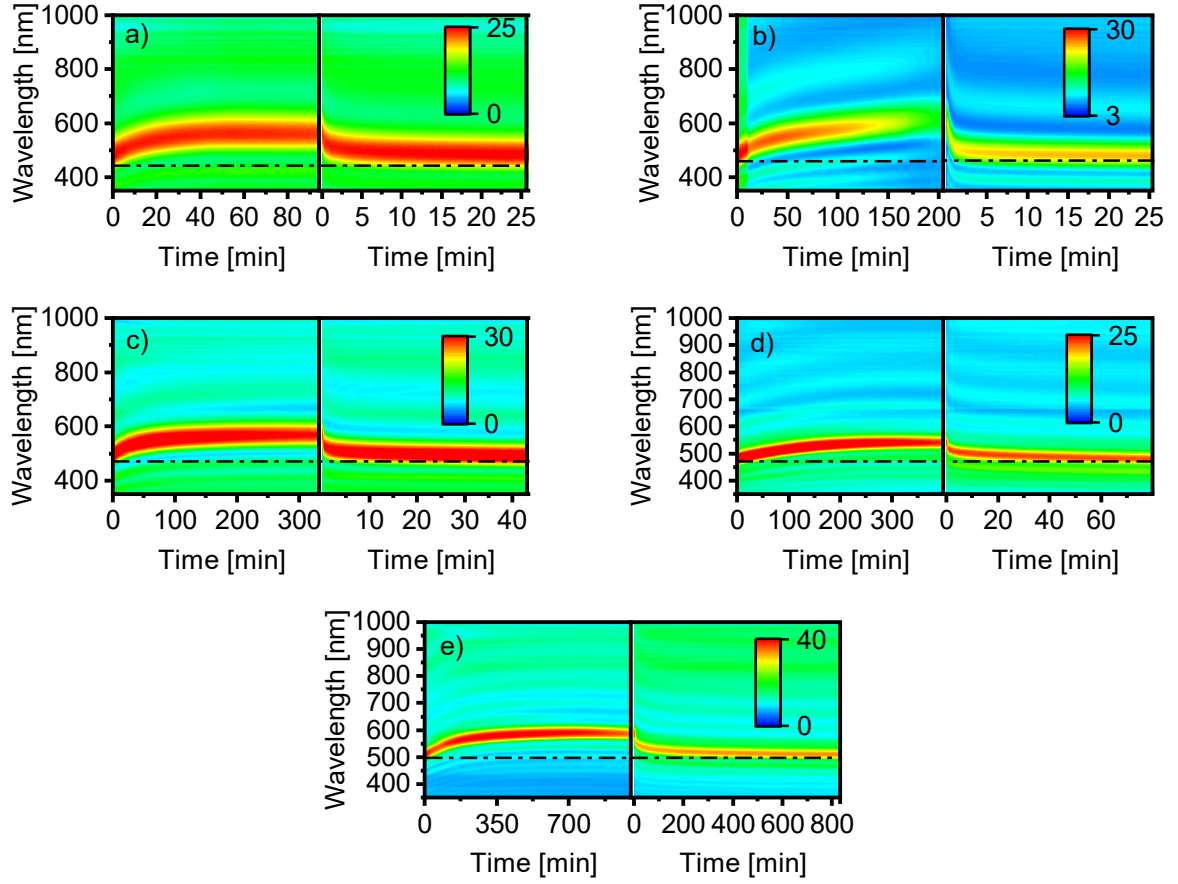 a)
25
0
1000
800
600
400
Wavelength [nm]
0 20 40 60 80 0 5 10 15 20 25
Time [min] Time [min]
b)
30
3
1000
800
600
400
Wavelength [nm]
0 50 100 150 200 5 10 15 20 25
Time [min] Time [min]
c)
30
0
1000
800
600
400
Wavelength [nm]
0 100 200 300 10 20 30 40
Time [min] Time [min]
d)
25
0
1000
900
800
700
600
500
400
Wavelength [nm]
0 100 200 300 0 20 40 60
Time [min] Time [min]
e)
40
0
1000
900
800
700
600
500
400
Wavelength [nm]
0 350 700 0 200 400 600 800
Time [min] Time [min]